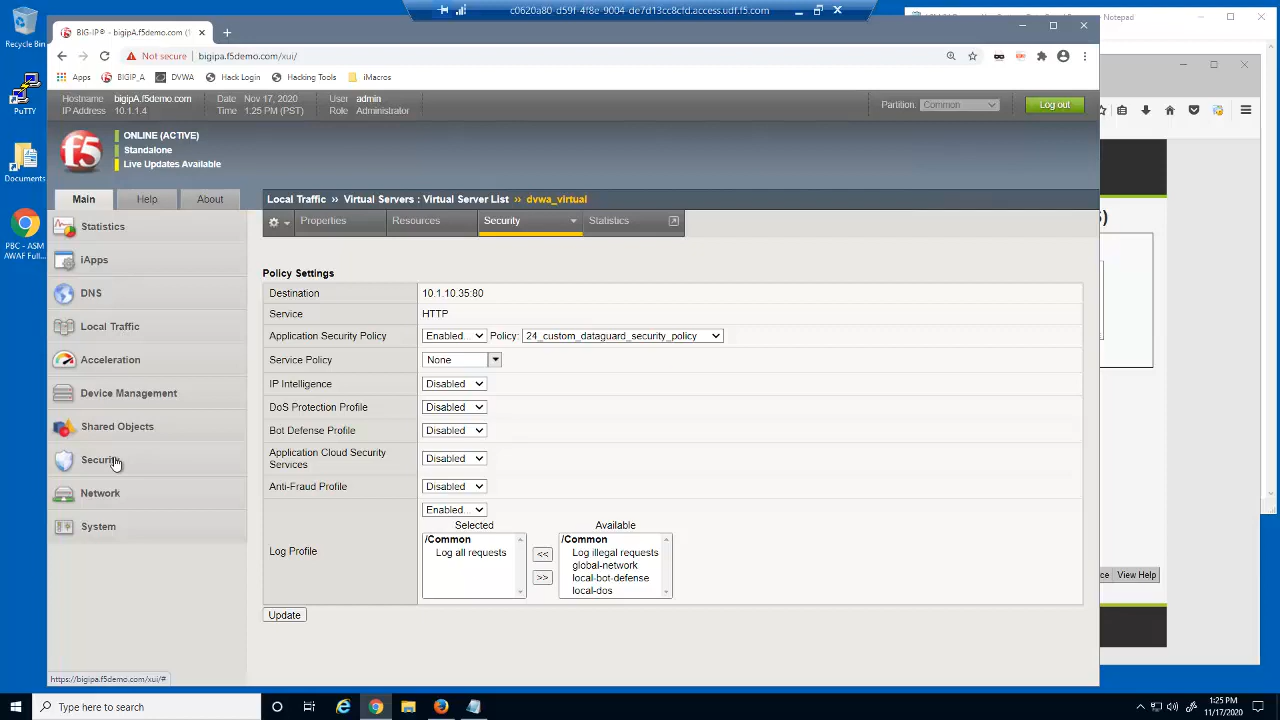 c0620a80-d59f-4f8e-9004-de7d13cc8cfd.access.udf.f5.com
Notepad
Recycle Bin
PuTTY
Documents
PBC - ASM
AWAF Full...
BIG-IP® - bigipa.f5demo.com (1
Not secure
bigipa.f5demo.com/xui/
Apps
BIGIP_A
DVWA
Hack Login
Hacking Tools
iMacros
Hostname bigipA.f5demo.com
Date Nov 17, 2020
User admin
IP Address 10.1.1.4
Time 1:25 PM (PST)
Role Administrator
Partition: Common
Log out
f5
ONLINE (ACTIVE)
Standalone
Live Updates Available
Main
Help
About
Local Traffic ›› Virtual Servers : Virtual Server List ›› dvwa_virtual
Properties
Resources
Security
Statistics
Statistics
iApps
DNS
Local Traffic
Acceleration
Device Management
Shared Objects
Security
Network
System
Policy Settings
Destination 10.1.10.35:80
Service HTTP
Application Security Policy Enabled... Policy: 24_custom_dataguard_security_policy
Service Policy None
IP Intelligence Disabled
DoS Protection Profile Disabled
Bot Defense Profile Disabled
Application Cloud Security
Services
Disabled
Anti-Fraud Profile Disabled
Log Profile
Enabled...
Selected
/Common
Log all requests
<<
>>
Available
/Common
Log illegal requests
global-network
local-bot-defense
local-dos
Update
View Help
https://bigipa.f5demo.com/xui/#
Type here to search
1:25 PM
11/17/2020